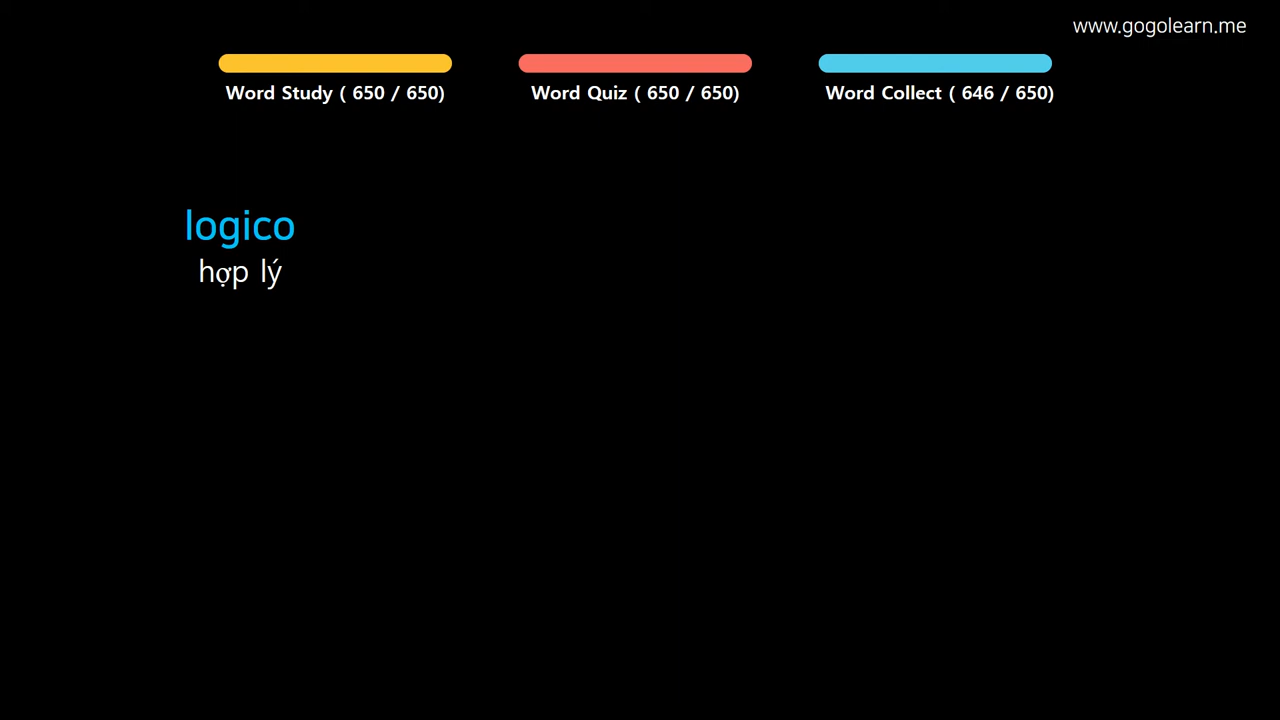 www.gogolearn.me
Word Study ( 650 / 650)
Word Quiz ( 650 / 650)
Word Collect ( 646 / 650)
logico
hợp lý